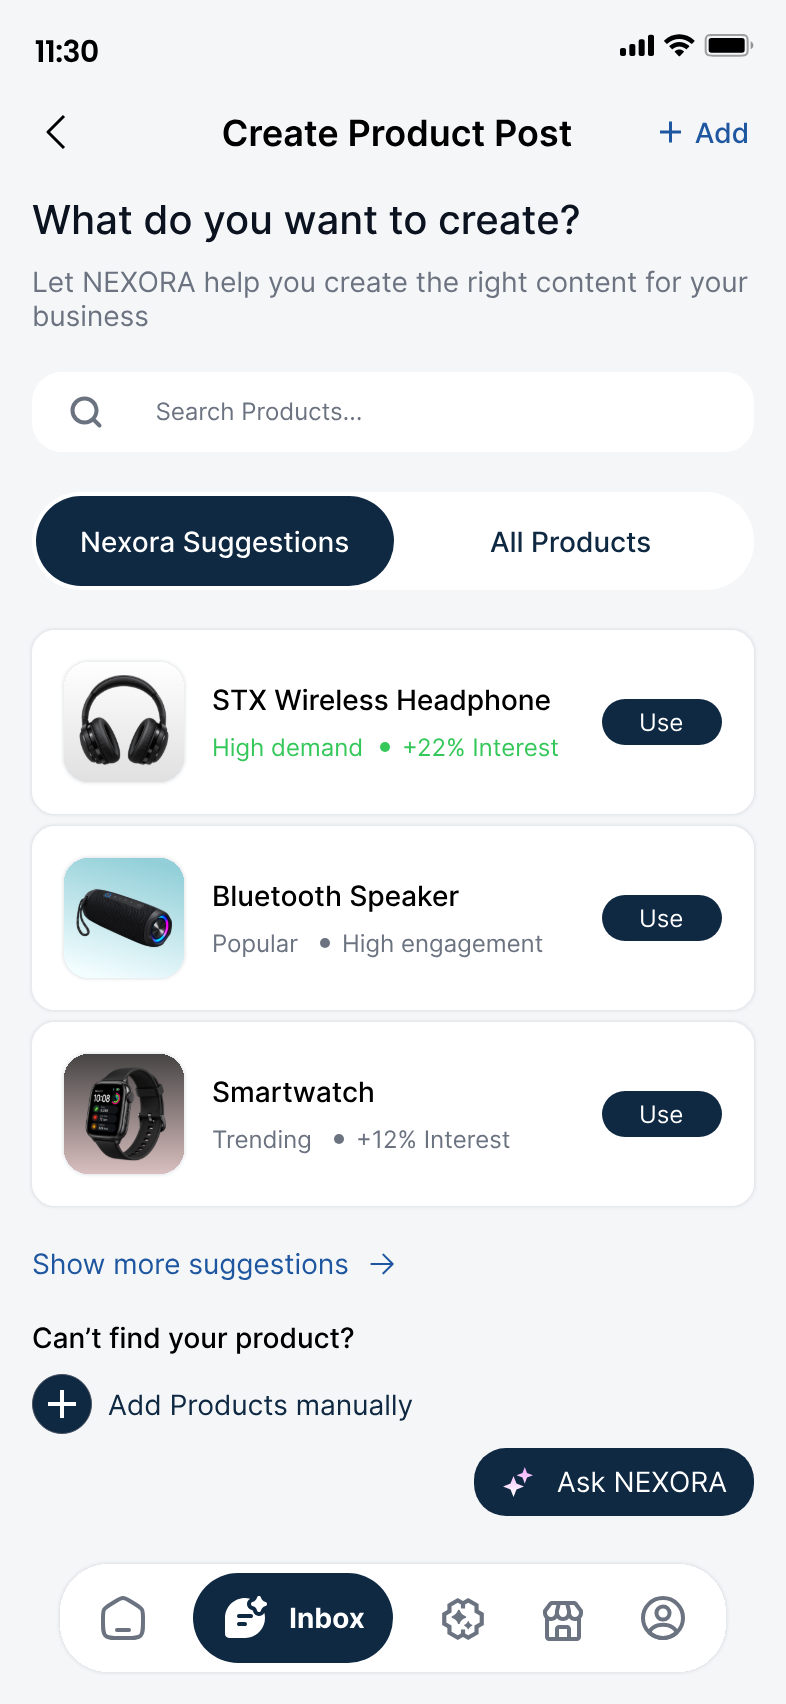 11:30
Create Product Post
+ Add
What do you want to create?
Let NEXORA help you create the right content for your
business
Search Products...
Nexora Suggestions
All Products
STX Wireless Headphone
High demand • +22% Interest
Use
Bluetooth Speaker
Popular • High engagement
Use
10:08
Smartwatch
Trending • +12% Interest
Use
Show more suggestions →
Can’t find your product?
Add Products manually
Ask NEXORA
Inbox